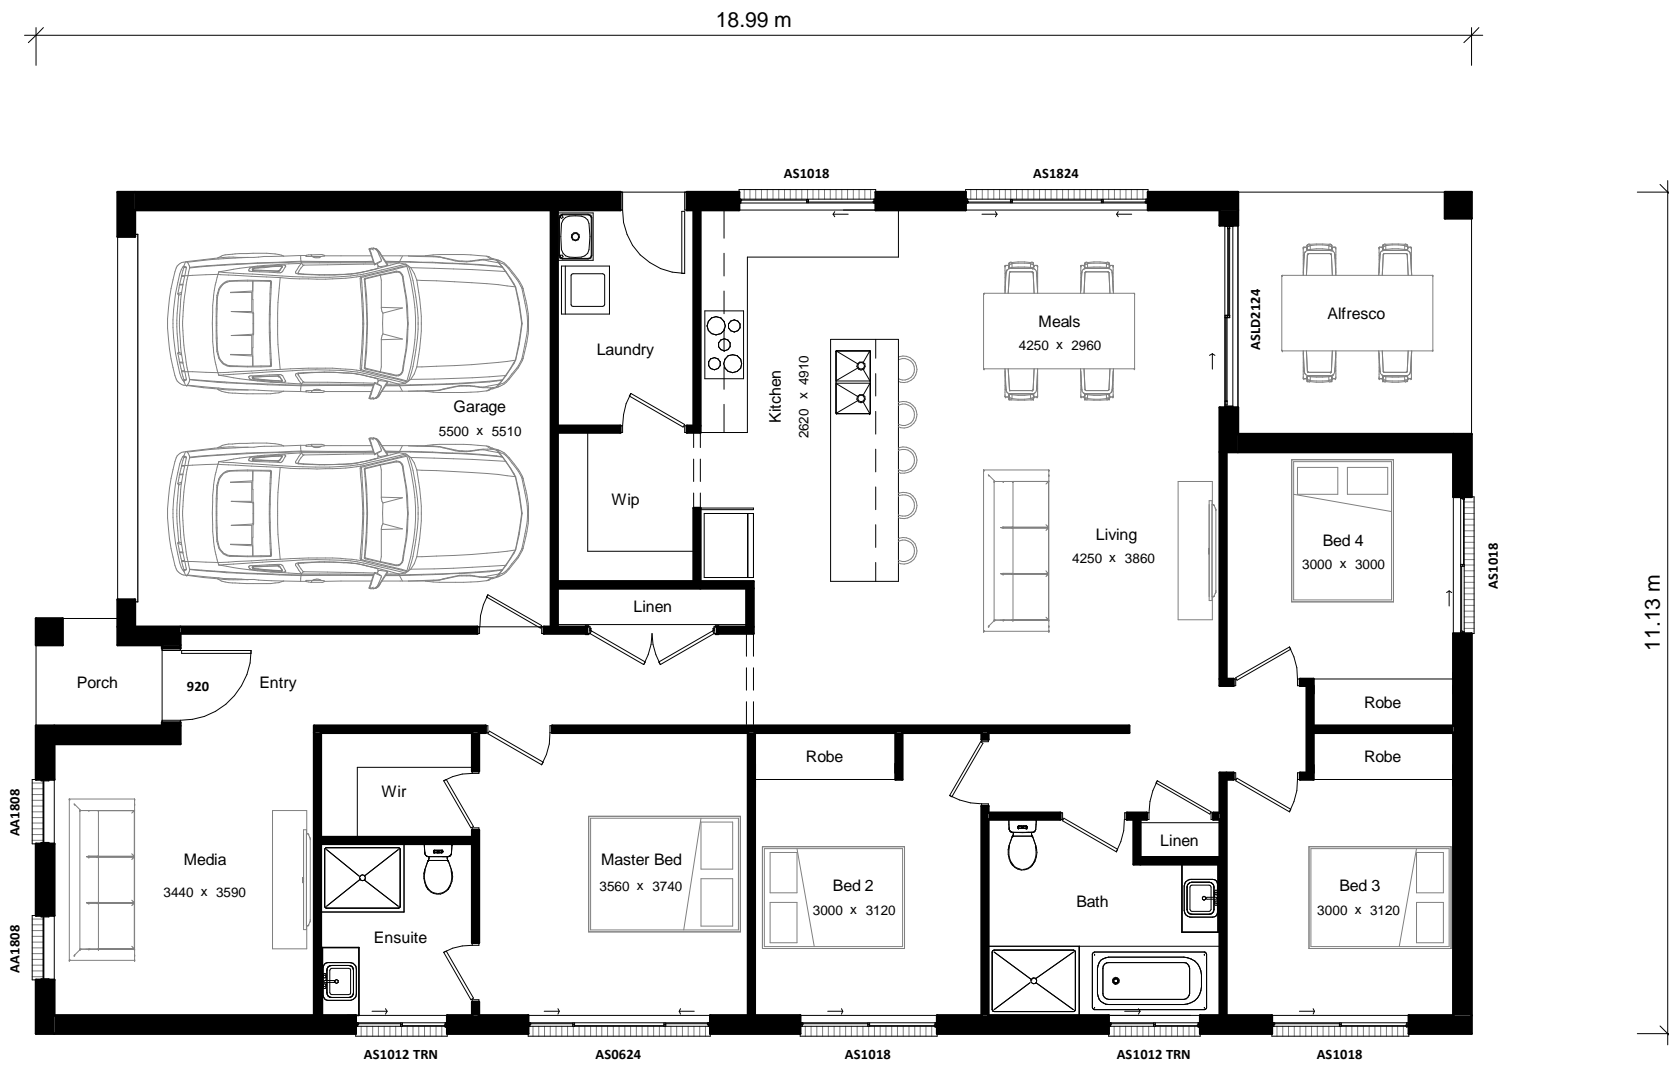 18.99 m
AS1018
AS1824
ASLD2124
Alfresco
Meals
4250 x 2960
Laundry
Kitchen
2620 x 4910
Garage
5500 x 5510
Wip
Living
4250 x 3860
Bed 4
3000 x 3000
AS1018
11.13 m
Linen
Porch
920
Entry
Robe
Robe
Robe
Wir
AA1808
Linen
Media
3440 x 3590
Master Bed
3560 x 3740
Bed 2
3000 x 3120
Bath
Bed 3
3000 x 3120
Ensuite
AA1808
AS1012 TRN
AS0624
AS1018
AS1012 TRN
AS1018